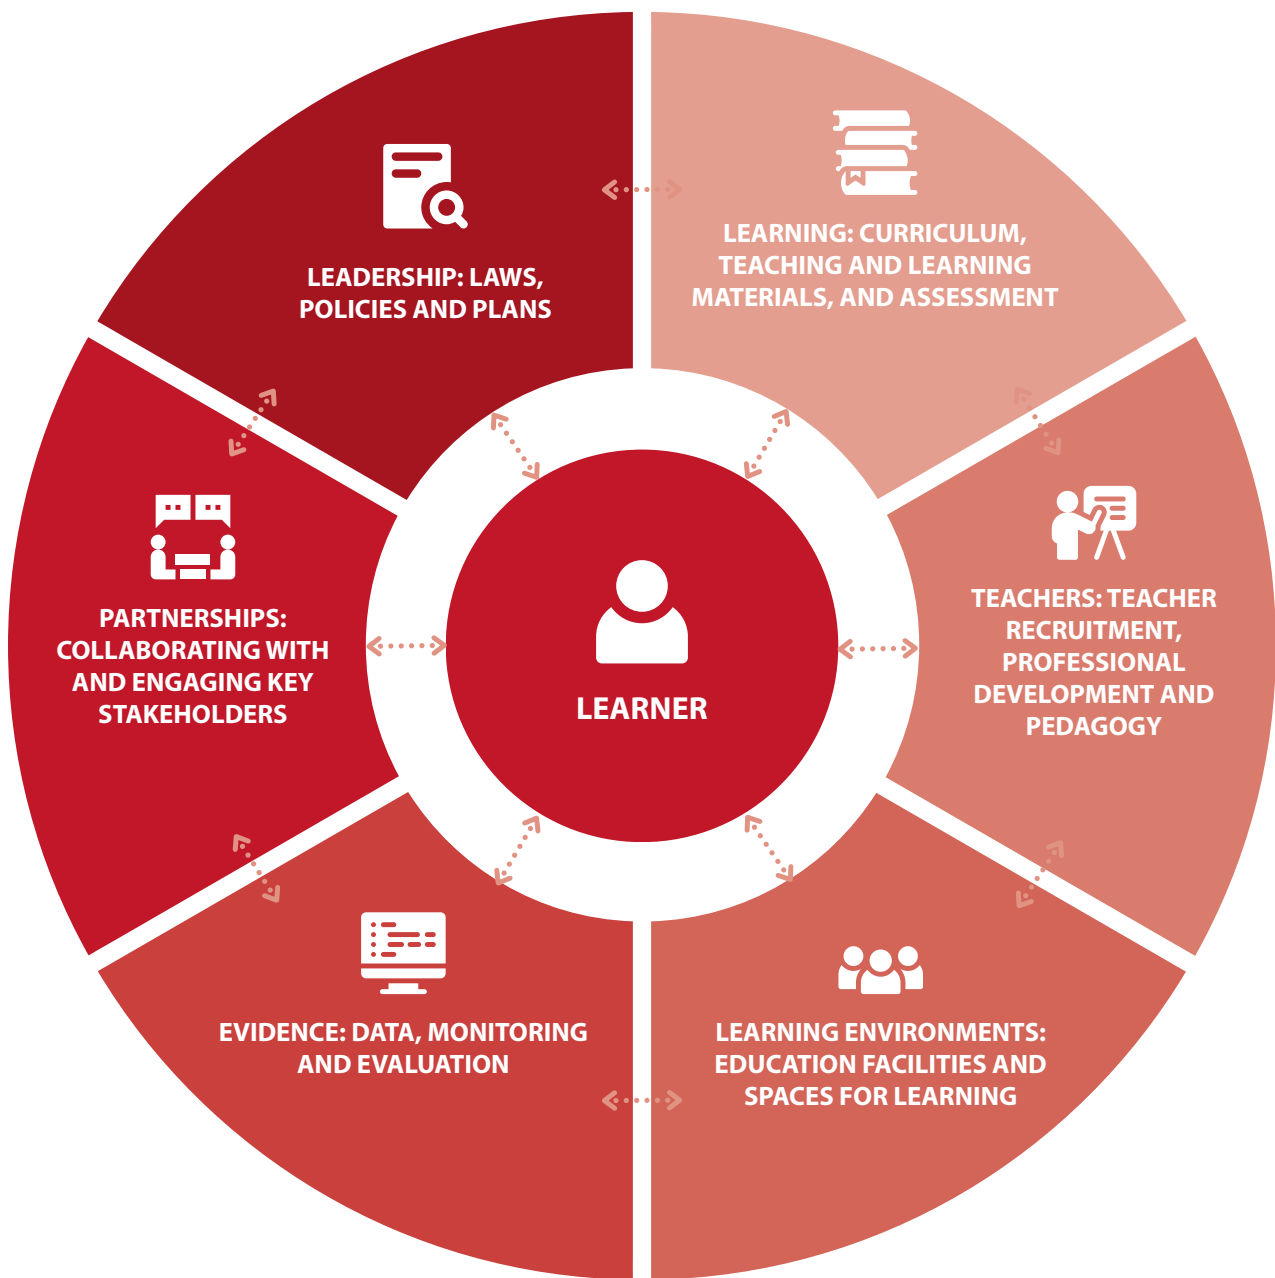 LEADERSHIP: LAWS,
POLICIES AND PLANS
LEARNING: CURRICULUM,
TEACHING AND LEARNING
MATERIALS, AND ASSESSMENT
TEACHERS: TEACHER
RECRUITMENT,
PROFESSIONAL
DEVELOPMENT AND
PEDAGOGY
LEARNING ENVIRONMENTS:
EDUCATION FACILITIES AND
SPACES FOR LEARNING
EVIDENCE: DATA, MONITORING
AND EVALUATION
PARTNERSHIPS:
COLLABORATING WITH
AND ENGAGING KEY
STAKEHOLDERS
LEARNER